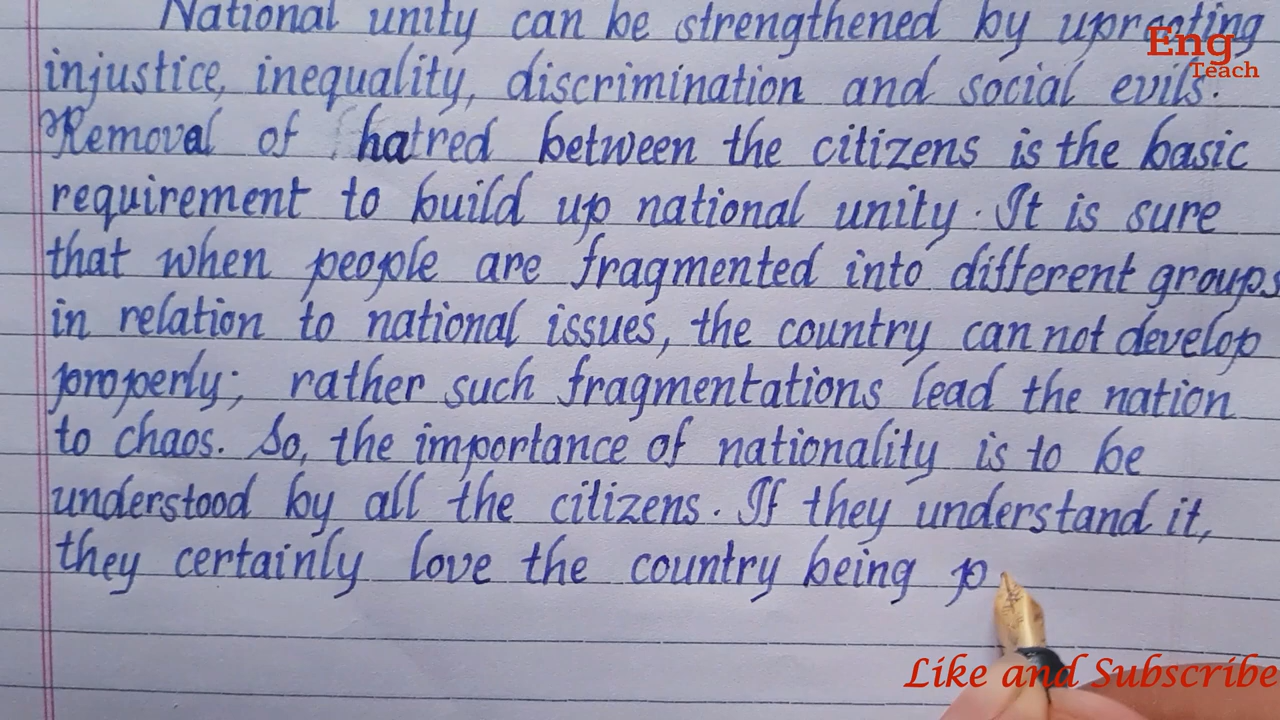 National unity can be strengthened by uprooting
Eng
Teach
injustice, inequality, discrimination and social evils.
Removal of hatred between the citizens is the basic
requirement to build up national unity. It is sure
that when people are fragmented into different groups
in relation to national issues, the country can not develop
properly; rather such fragmentations lead the nation
to chaos. So, the importance of nationality is to be
understood by all the citizens. If they understand it,
they certainly love the country being p
Like and Subscribe